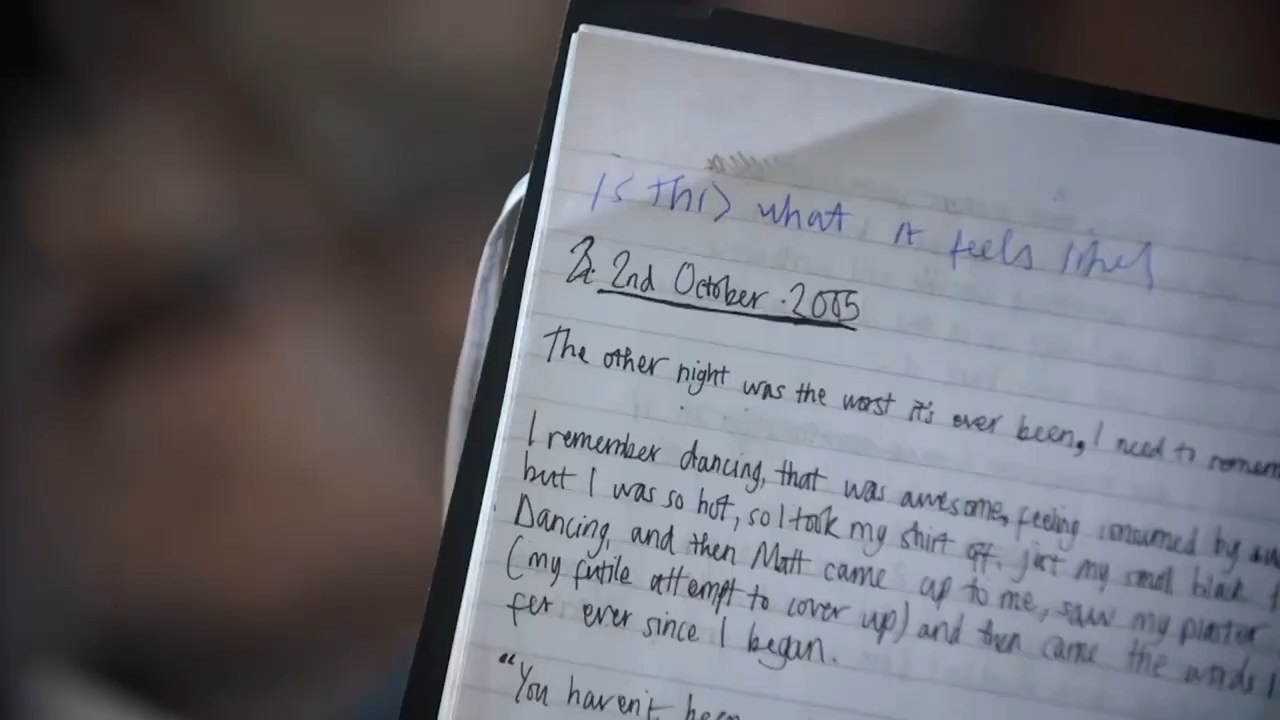 Is this what it feels like
2nd October. 2005
The other night was the worst it's ever been, I need to
I remember dancing, that was awesome, feeling consumed by
but I was so hot, so I took my shirt off. just my small black
Dancing, and then Matt came up to me, saw my plaster
(my futile attempt to cover up) and then came the words I
fer ever since I began.
"You haven't been